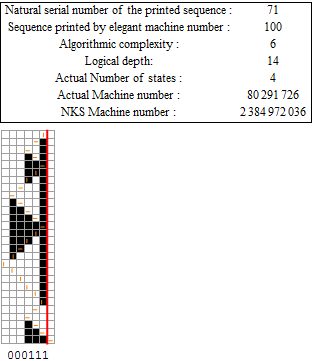 Natural serial number of the printed sequence : 71
Sequence printed by elegant machine number : 100
Algorithmic complexity : 6
Logical depth: 14
Actual Number of states : 4
Actual Machine number : 80 291 726
NKS Machine number : 2 384 972 036
000111